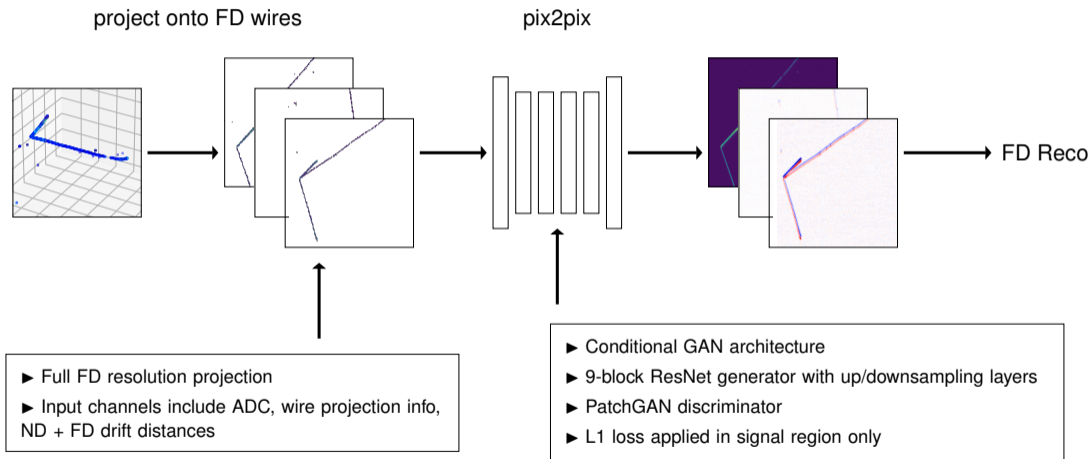 project onto FD wires
pix2pix
FD Reco
► Full FD resolution projection
► Input channels include ADC, wire projection info,
ND + FD drift distances
► Conditional GAN architecture
► 9-block ResNet generator with up/downsampling layers
► PatchGAN discriminator
► L1 loss applied in signal region only